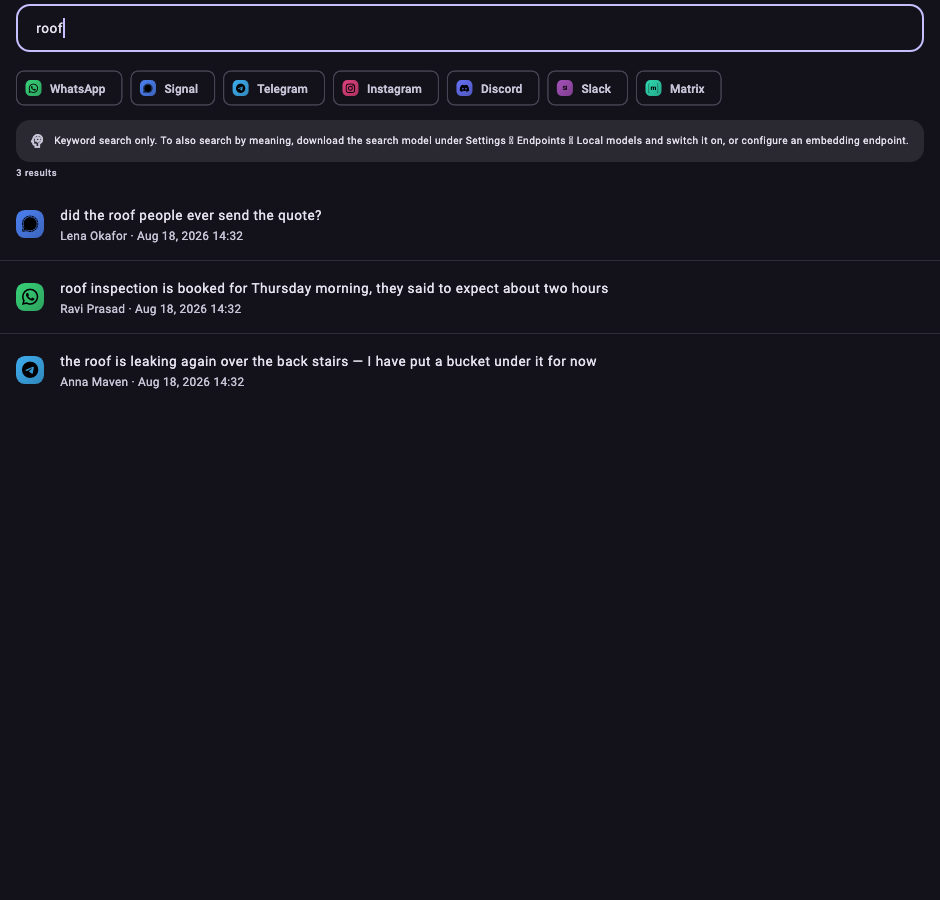 roof
WhatsApp
Signal
Telegram
Instagram
Discord
Slack
Matrix
Keyword search only. To also search by meaning, download the search model under Settings ▯ Endpoints ▯ Local models and switch it on, or configure an embedding endpoint.
3 results
did the roof people ever send the quote?
Lena Okafor · Aug 18, 2026 14:32
roof inspection is booked for Thursday morning, they said to expect about two hours
Ravi Prasad · Aug 18, 2026 14:32
the roof is leaking again over the back stairs — I have put a bucket under it for now
Anna Maven · Aug 18, 2026 14:32